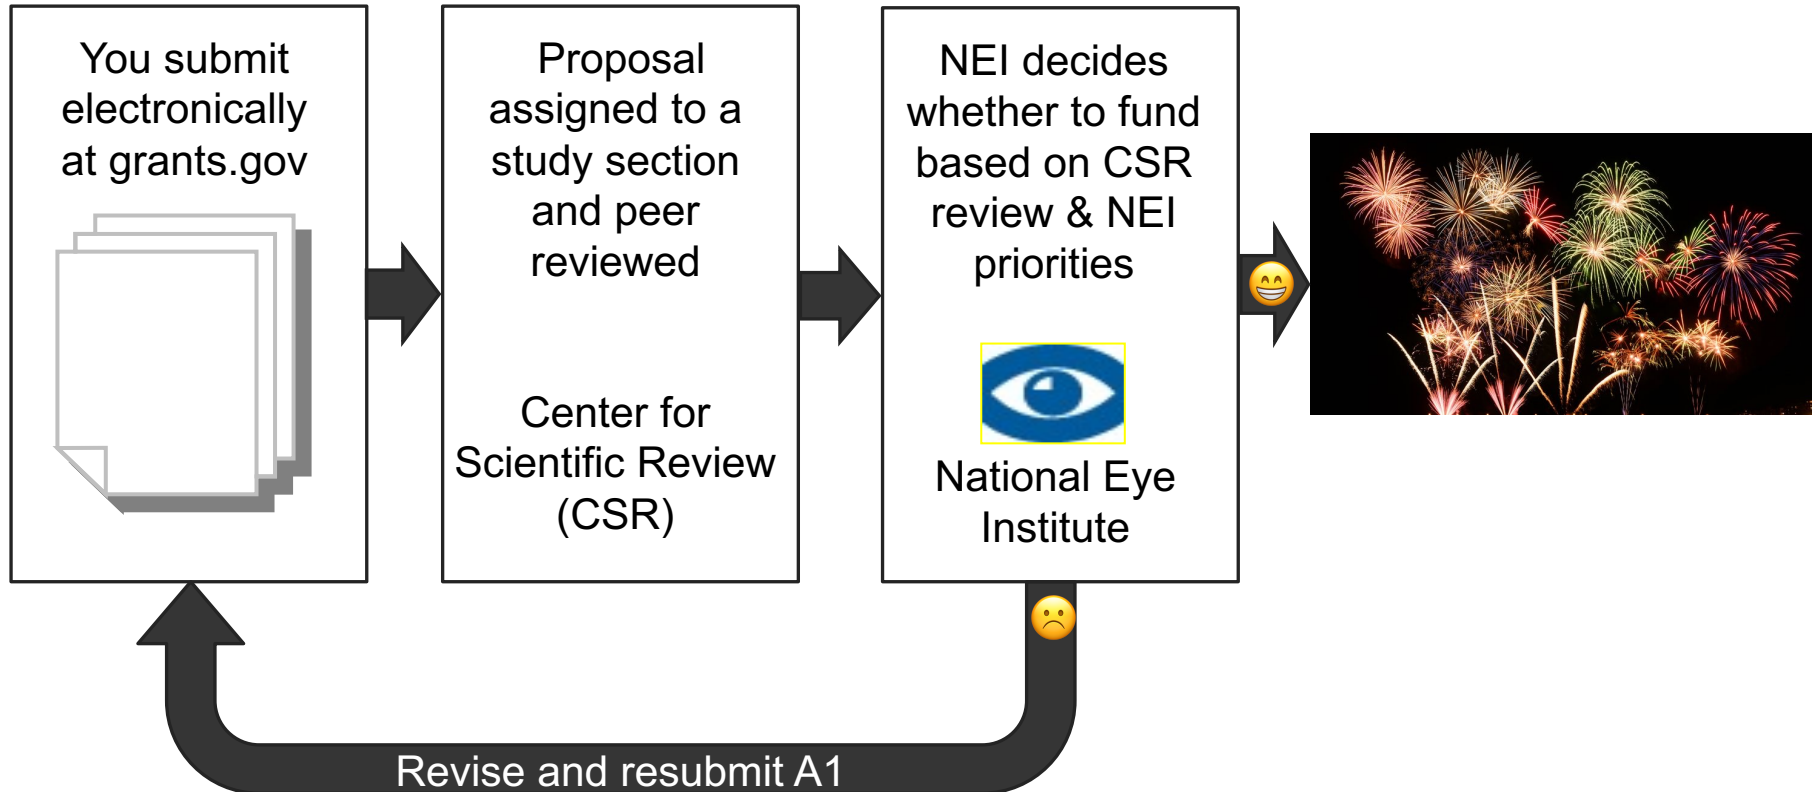 You submit
electronically
at grants.gov
Proposal
assigned to a
study section
and peer
reviewed
Center for
Scientific Review
(CSR)
NEI decides
whether to fund
based on CSR
review & NEI
priorities
National Eye
Institute
Revise and resubmit A1